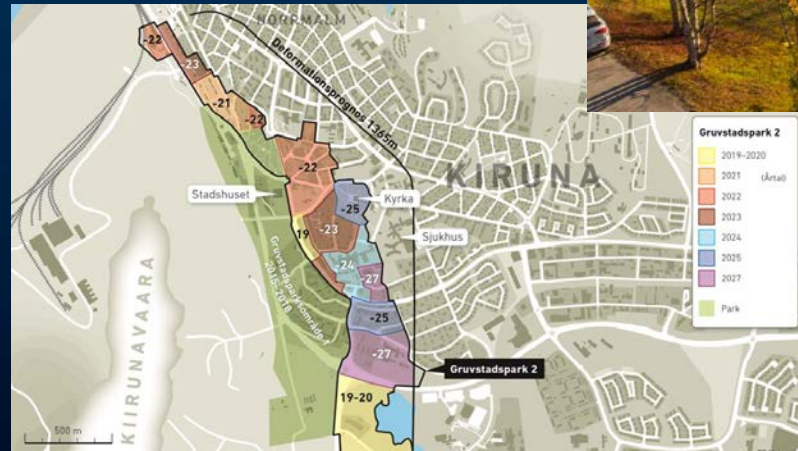 NORRMALM
-22
-23
Deformationsprognos 1365m
-21
-22
-22
KIRUNA
Stadshuset
-25
Kyrka
19
-23
Sjukhus
-24
Gruvstadsparksområde 1
2015-2018
-27
-25
-27
Gruvstadspark 2
19-20
KIIRUNAVAARA
500 m
Gruvstadspark 2
2019–2020
2021 (Årtal)
2022
2023
2024
2025
2027
Park